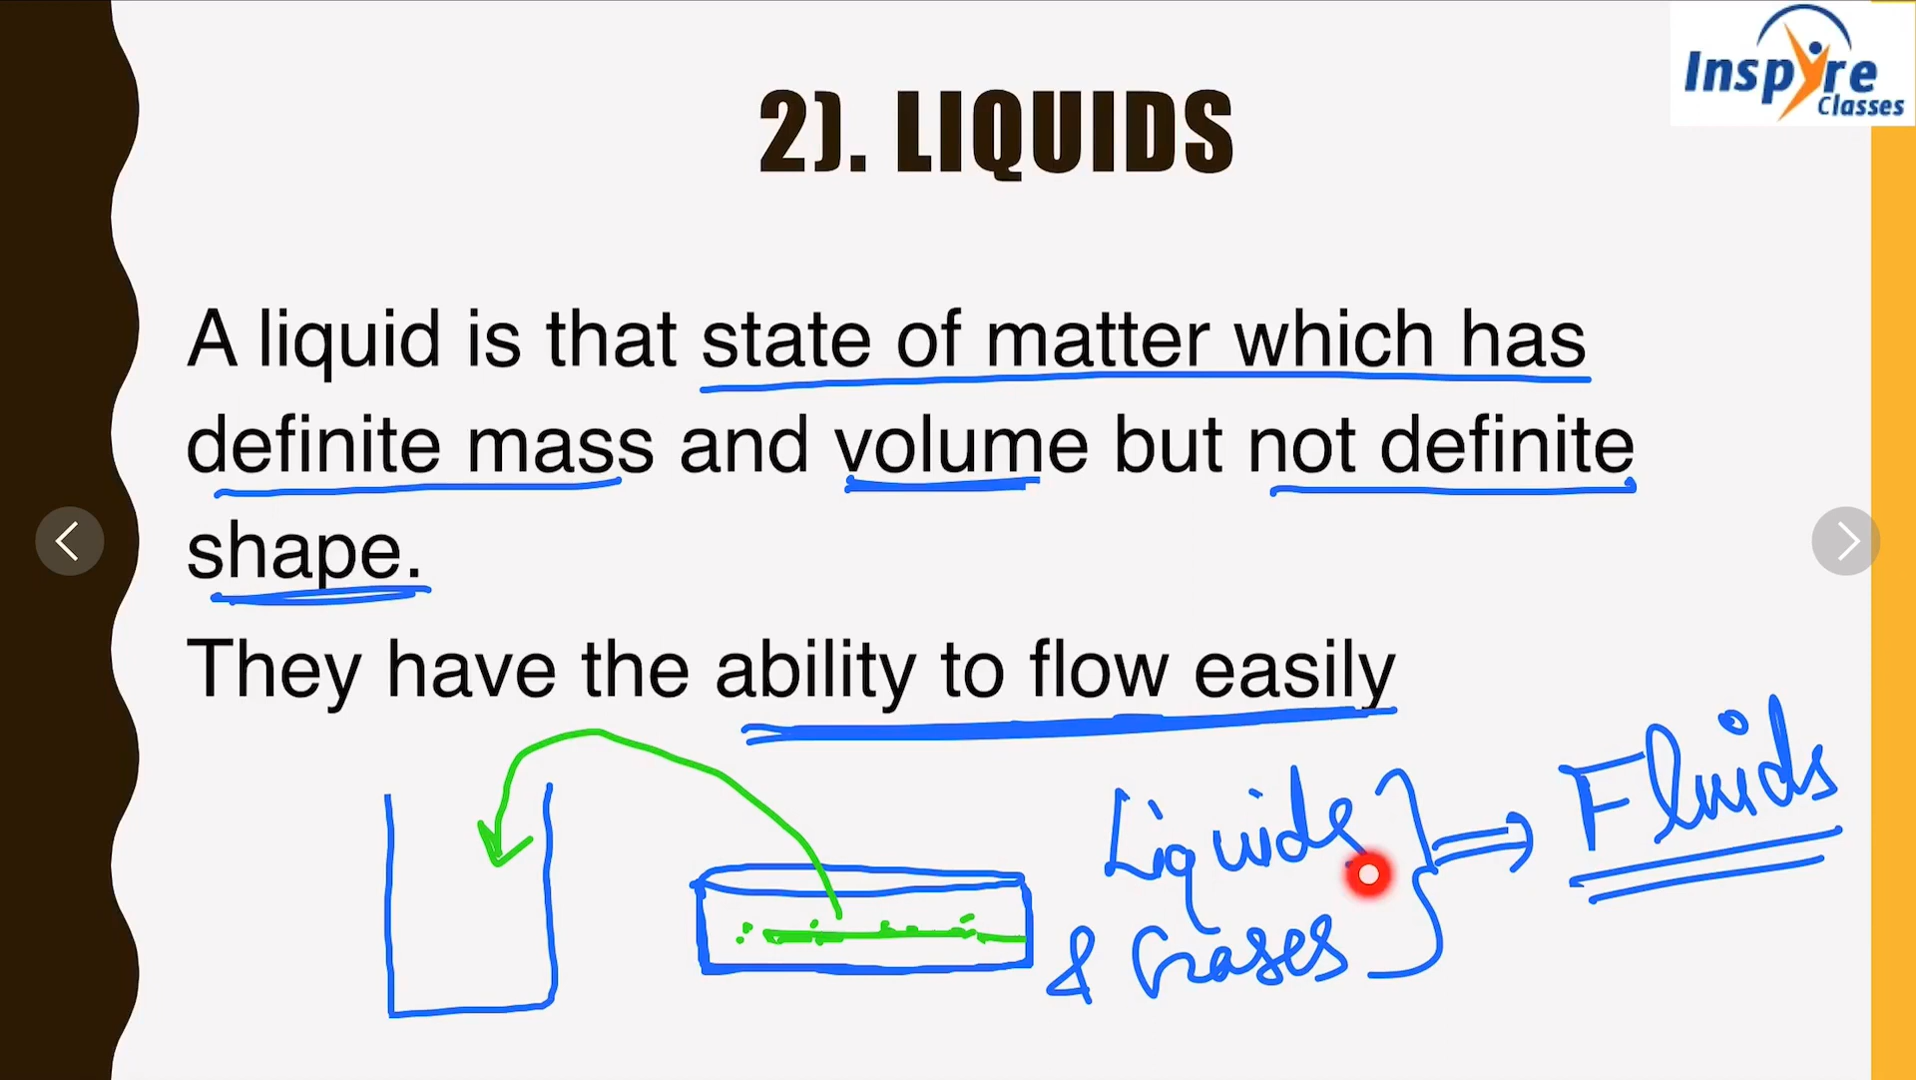 Inspyre
Classes
2). LIQUIDS
A liquid is that state of matter which has
definite mass and volume but not definite
shape.
They have the ability to flow easily
Liquids
& Gases
Fluids